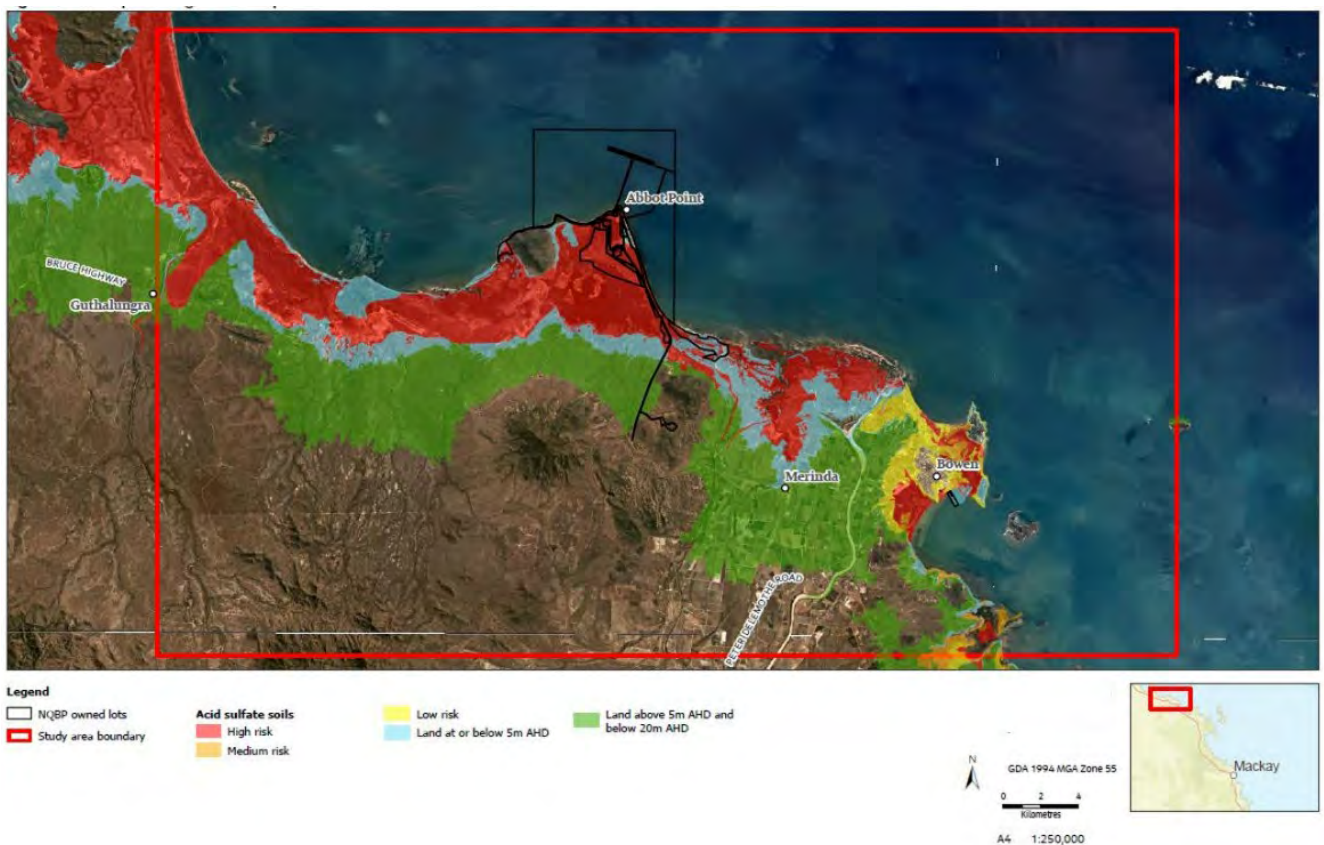 Abbot Point
BRUCE HIGHWAY
Guthalungra
Bowen
Merinda
PETER DELEMOTHE ROAD
Legend
NQBP owned lots
Study area boundary
Acid sulfate soils
High risk
Medium risk
Low risk
Land at or below 5m AHD
Land above 5m AHD and
below 20m AHD
N
GDA 1994 MGA Zone 55
0 2 4
Kilometres
A4 1:250,000
Mackay